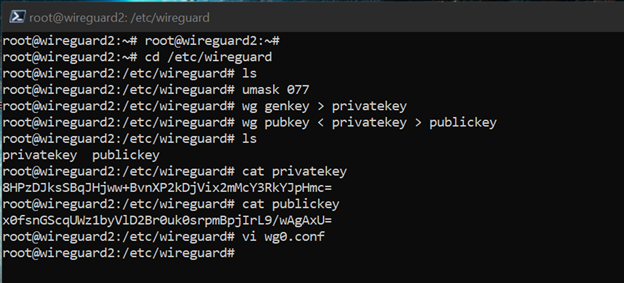 root@wireguard2: /etc/wireguard
root@wireguard2:~# root@wireguard2:~#
root@wireguard2:~# cd /etc/wireguard
root@wireguard2:/etc/wireguard# ls
root@wireguard2:/etc/wireguard# umask 077
root@wireguard2:/etc/wireguard# wg genkey > privatekey
root@wireguard2:/etc/wireguard# wg pubkey < privatekey > publickey
root@wireguard2:/etc/wireguard# ls
privatekey  publickey
root@wireguard2:/etc/wireguard# cat privatekey
8HPzDJksSBqJHjww+BvnXP2kDjVix2mMcY3RkYJpHmc=
root@wireguard2:/etc/wireguard# cat publickey
x0fsnGScqUWz1byVlD2Br0uk0srpmBpjIrL9/wAgAxU=
root@wireguard2:/etc/wireguard# vi wg0.conf
root@wireguard2:/etc/wireguard#